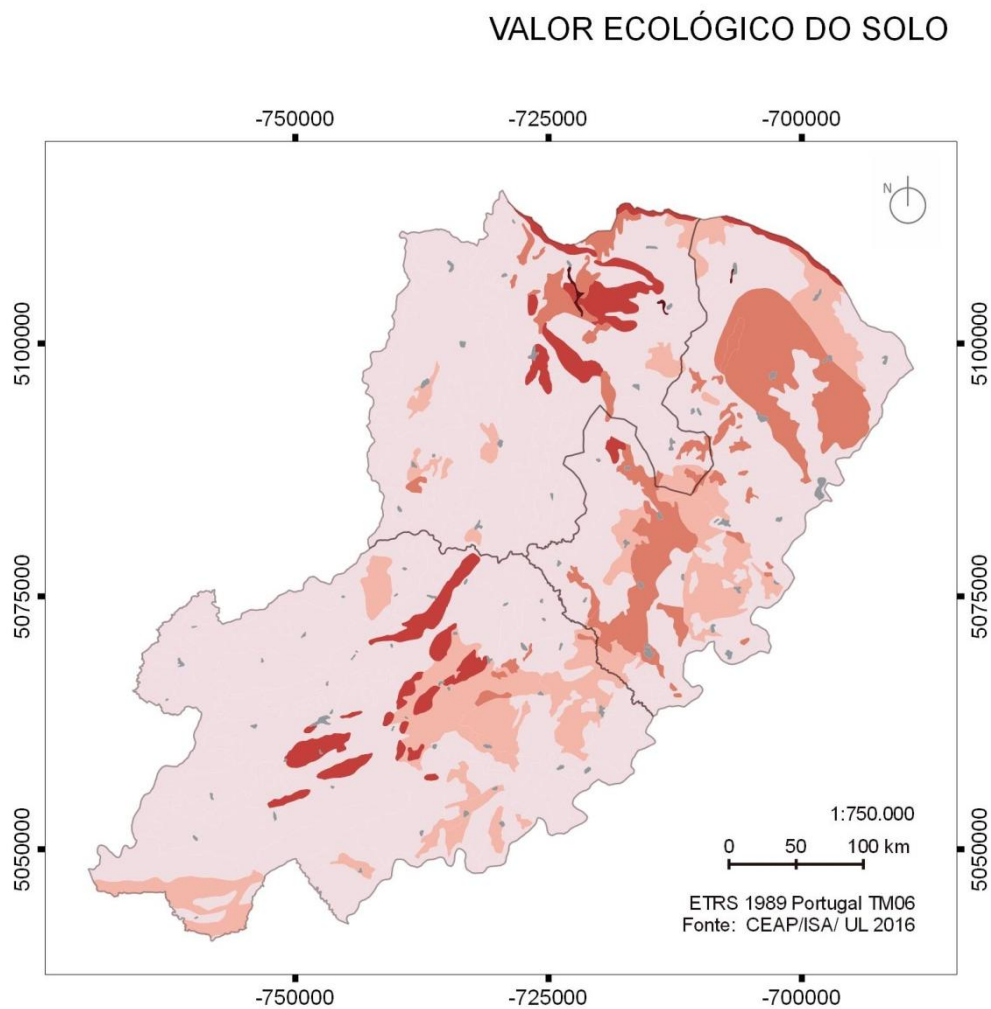 VALOR ECOLÓGICO DO SOLO
-750000
-725000
-700000
N
5100000
5100000
5075000
5075000
5050000
5050000
1:750.000
0 50 100 km
ETRS 1989 Portugal TM06
Fonte: CEAP/ISA/ UL 2016
-750000
-725000
-700000